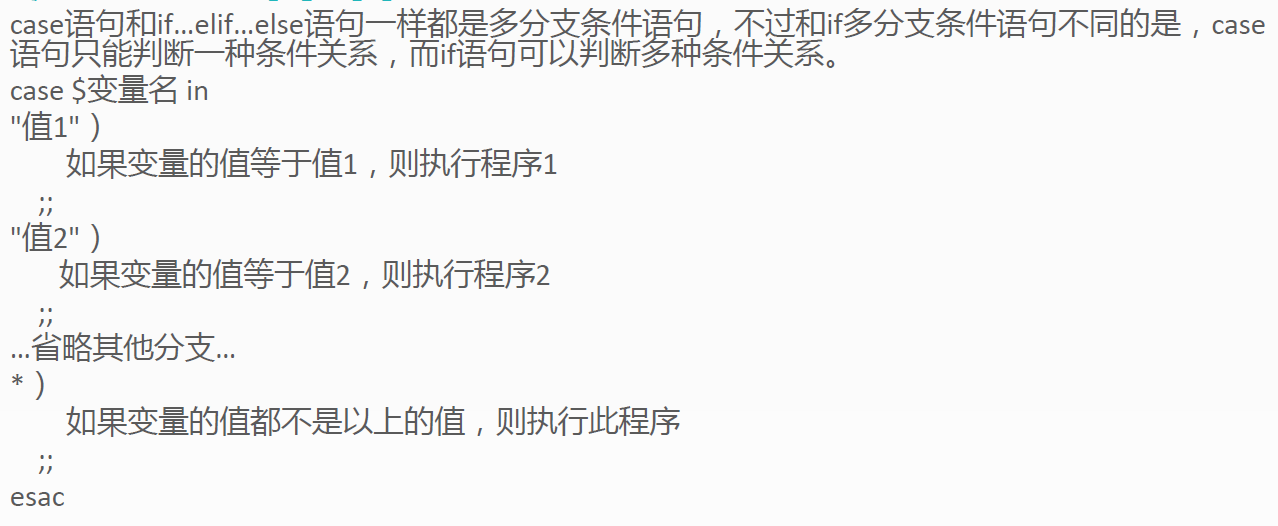 case语句和if...elif...else语句一样都是多分支条件语句，不过和if多分支条件语句不同的是，case
语句只能判断一种条件关系，而if语句可以判断多种条件关系。
case $变量名 in
"值1"）
如果变量的值等于值1，则执行程序1
;;
"值2"）
如果变量的值等于值2，则执行程序2
;;
...省略其他分支...
*）
如果变量的值都不是以上的值，则执行此程序
;;
esac